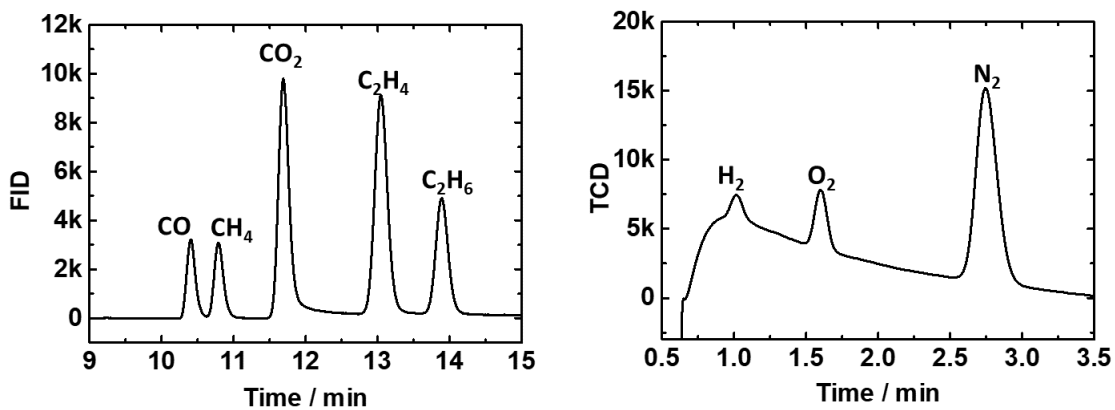 12k
10k
8k
6k
4k
2k
0
FID
CO
CH₄
CO₂
C₂H₄
C₂H₆
9 10 11 12 13 14 15
Time / min
20k
15k
10k
5k
0
TCD
H₂
O₂
N₂
0.5 1.0 1.5 2.0 2.5 3.0 3.5
Time / min